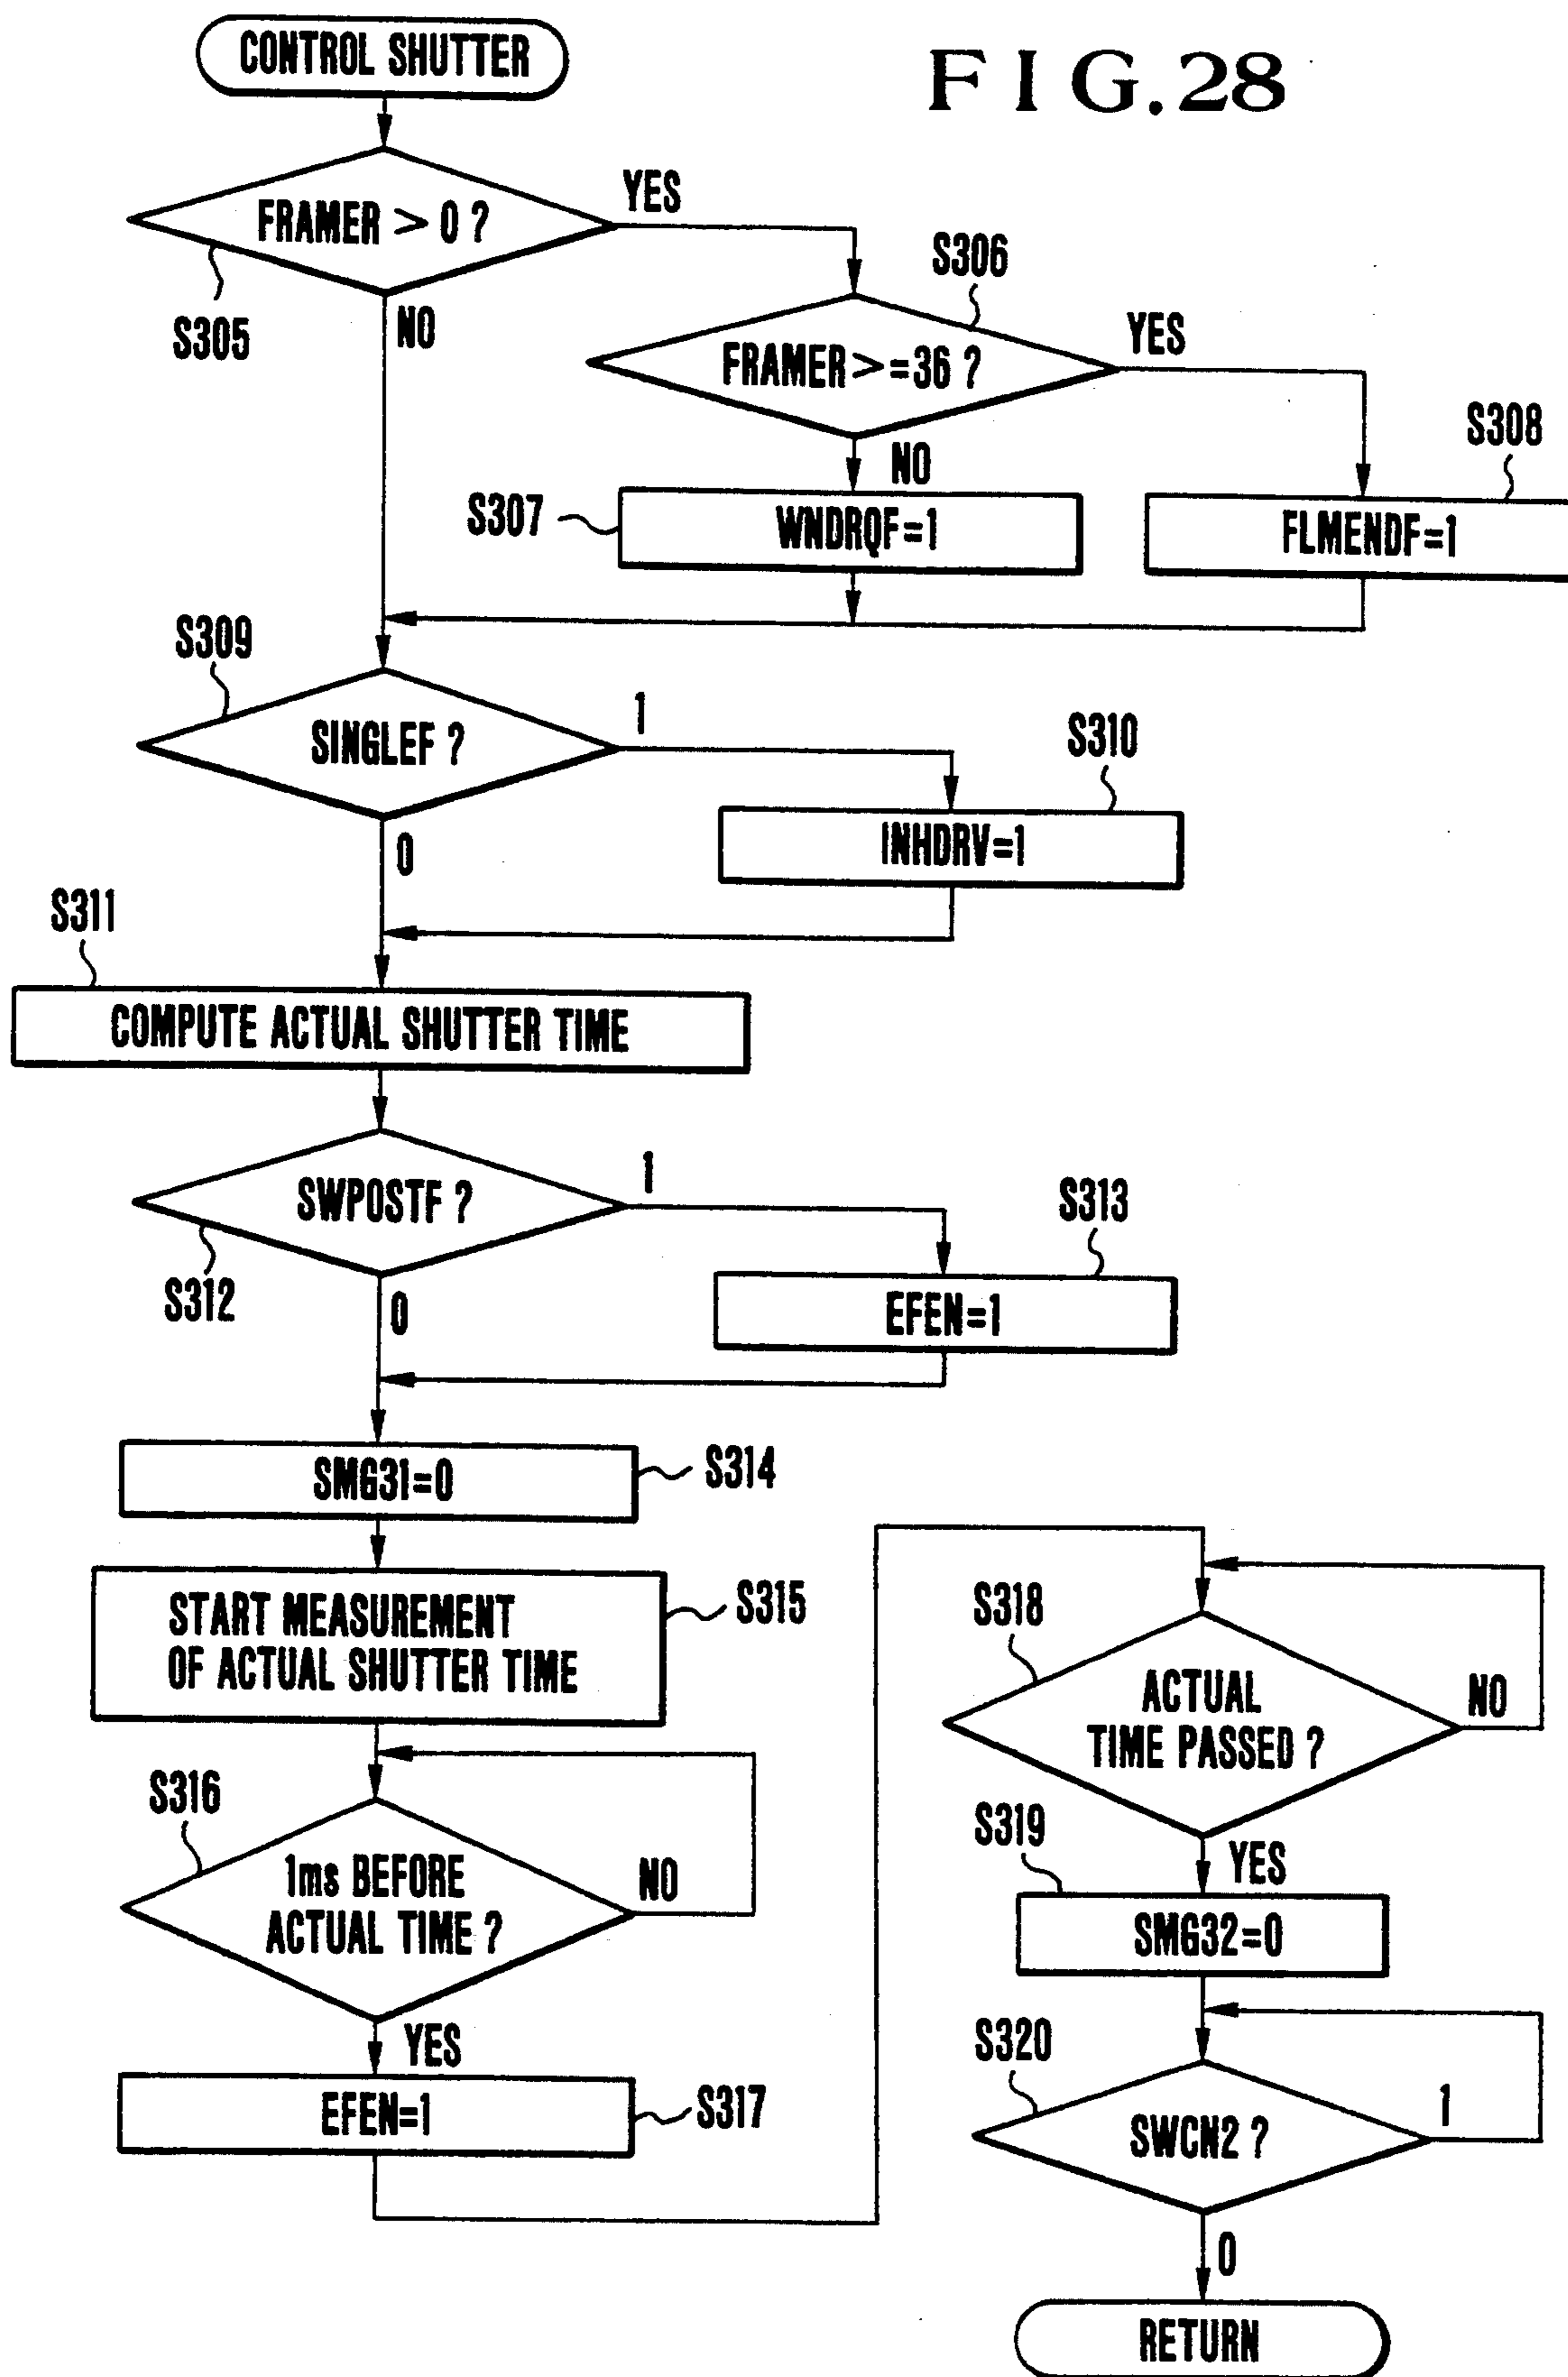 CONTROL SHUTTER
FIG.28
FRAMER > 0 ?
YES
S305
NO
S306
FRAMER >=36 ?
YES
NO
S307
WNDRQF=1
S308
FLMENDF=1
S309
SINGLEF ?
1
0
S310
INHDRV=1
S311
COMPUTE ACTUAL SHUTTER TIME
SWPOSTF ?
1
S312
0
S313
EFEN=1
SMG31=0
S314
START MEASUREMENT
OF ACTUAL SHUTTER TIME
S315
S316
1ms BEFORE
ACTUAL TIME ?
NO
YES
EFEN=1
S317
S318
ACTUAL
TIME PASSED ?
NO
YES
S319
SMG32=0
S320
SWCN2 ?
1
0
RETURN